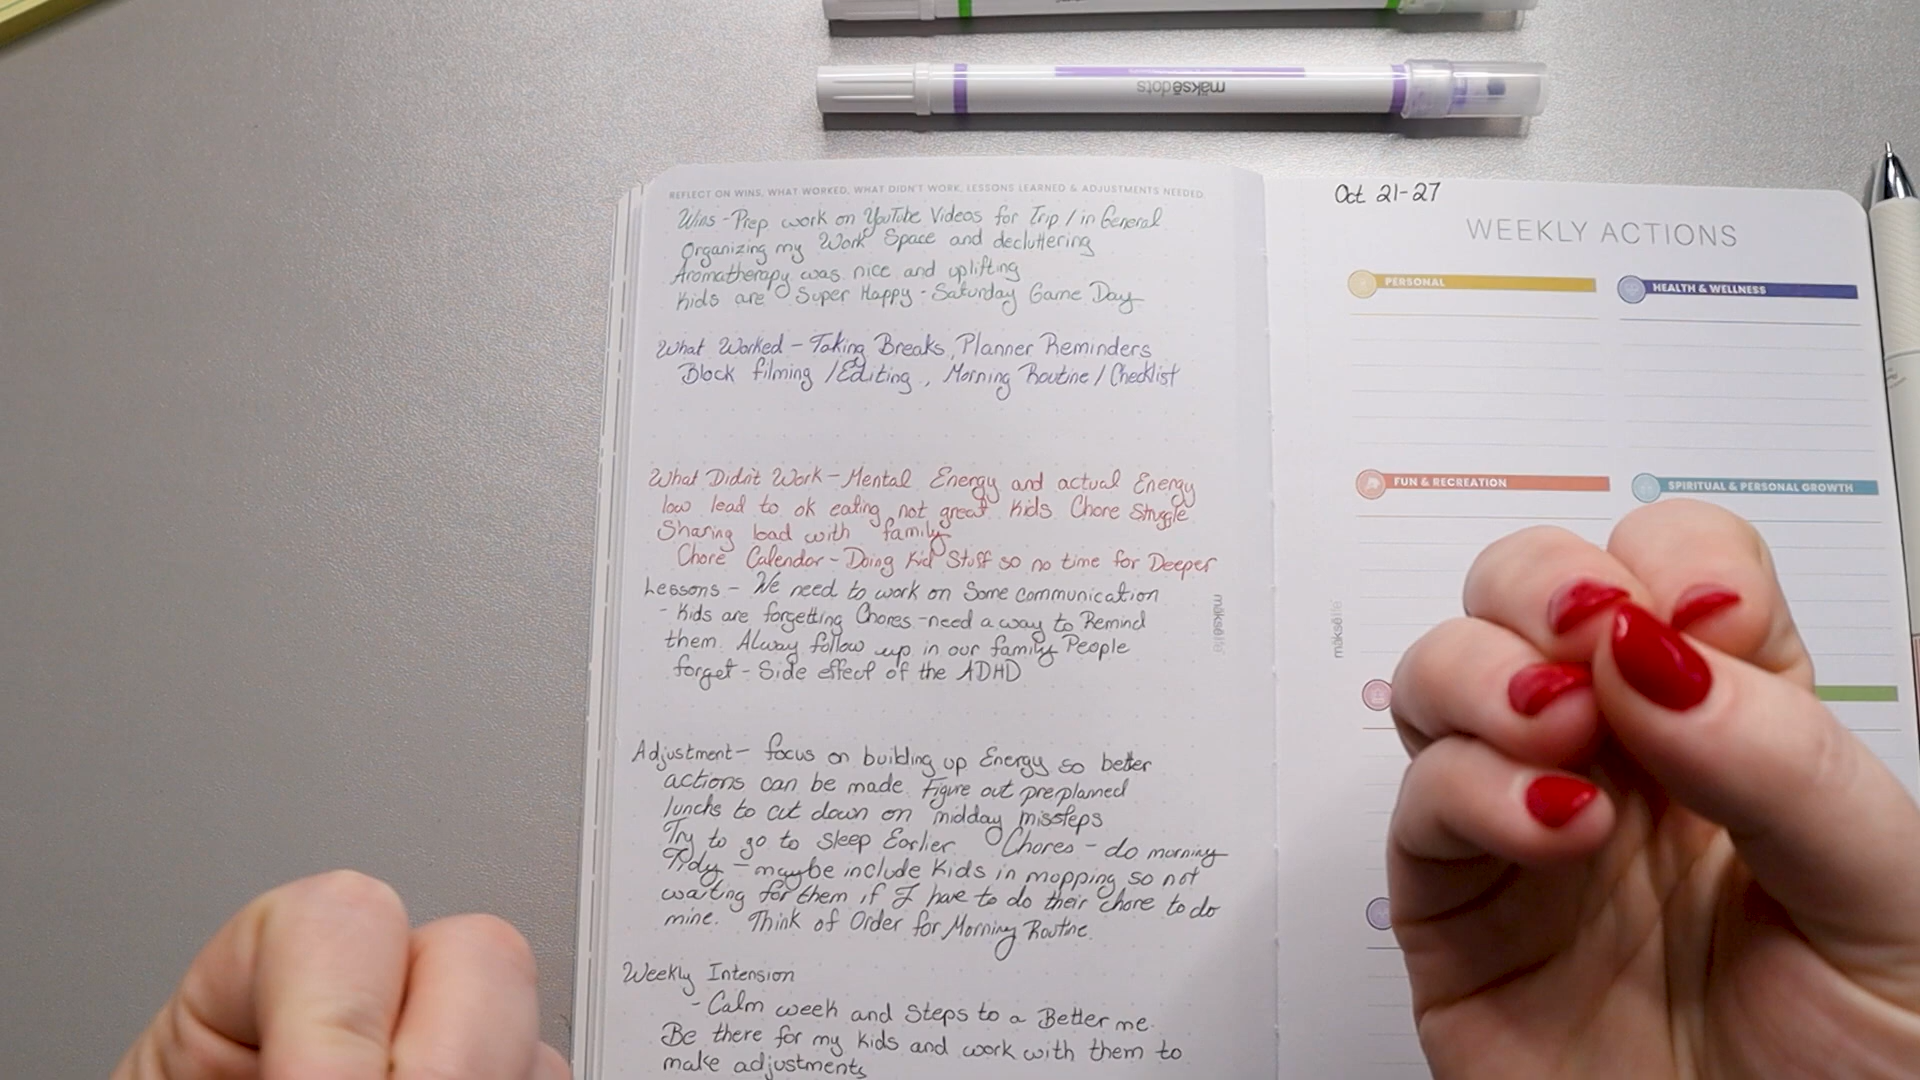 māksēdots
REFLECT ON WINS, WHAT WORKED, WHAT DIDN'T WORK, LESSONS LEARNED & ADJUSTMENTS NEEDED
Wins - Prep work on YouTube Videos for Trip / in General
Organizing my Work Space and decluttering
Aromatherapy was nice and uplifting
Kids are Super Happy - Saturday Game Day
What Worked - Taking Breaks, Planner Reminders
Block filming / Editing, Morning Routine / Checklist
What Didn't Work - Mental Energy and actual Energy
low lead to ok eating not great Kids Chore Struggle
Sharing load with family
Chore Calendar - Doing Kid Stuff so no time for Deeper
Lessons - We need to work on Some communication
- Kids are forgetting Chores - need a way to Remind
them. Alway follow up in our family People
forget - Side effect of the ADHD
Adjustment - focus on building up Energy so better
actions can be made. Figure out preplanned
lunchs to cut down on midday missteps
Try to go to Sleep Earlier Chores - do morning
Tidy - maybe include Kids in mopping so not
waiting for them if I have to do their chore to do
mine. Think of Order for Morning Routine.
Weekly Intension
- Calm week and Steps to a Better me.
Be there for my kids and work with them to
make adjustments
Oct 21-27
WEEKLY ACTIONS
PERSONAL
HEALTH & WELLNESS
FUN & RECREATION
SPIRITUAL & PERSONAL GROWTH
māksēlife
māksēlife